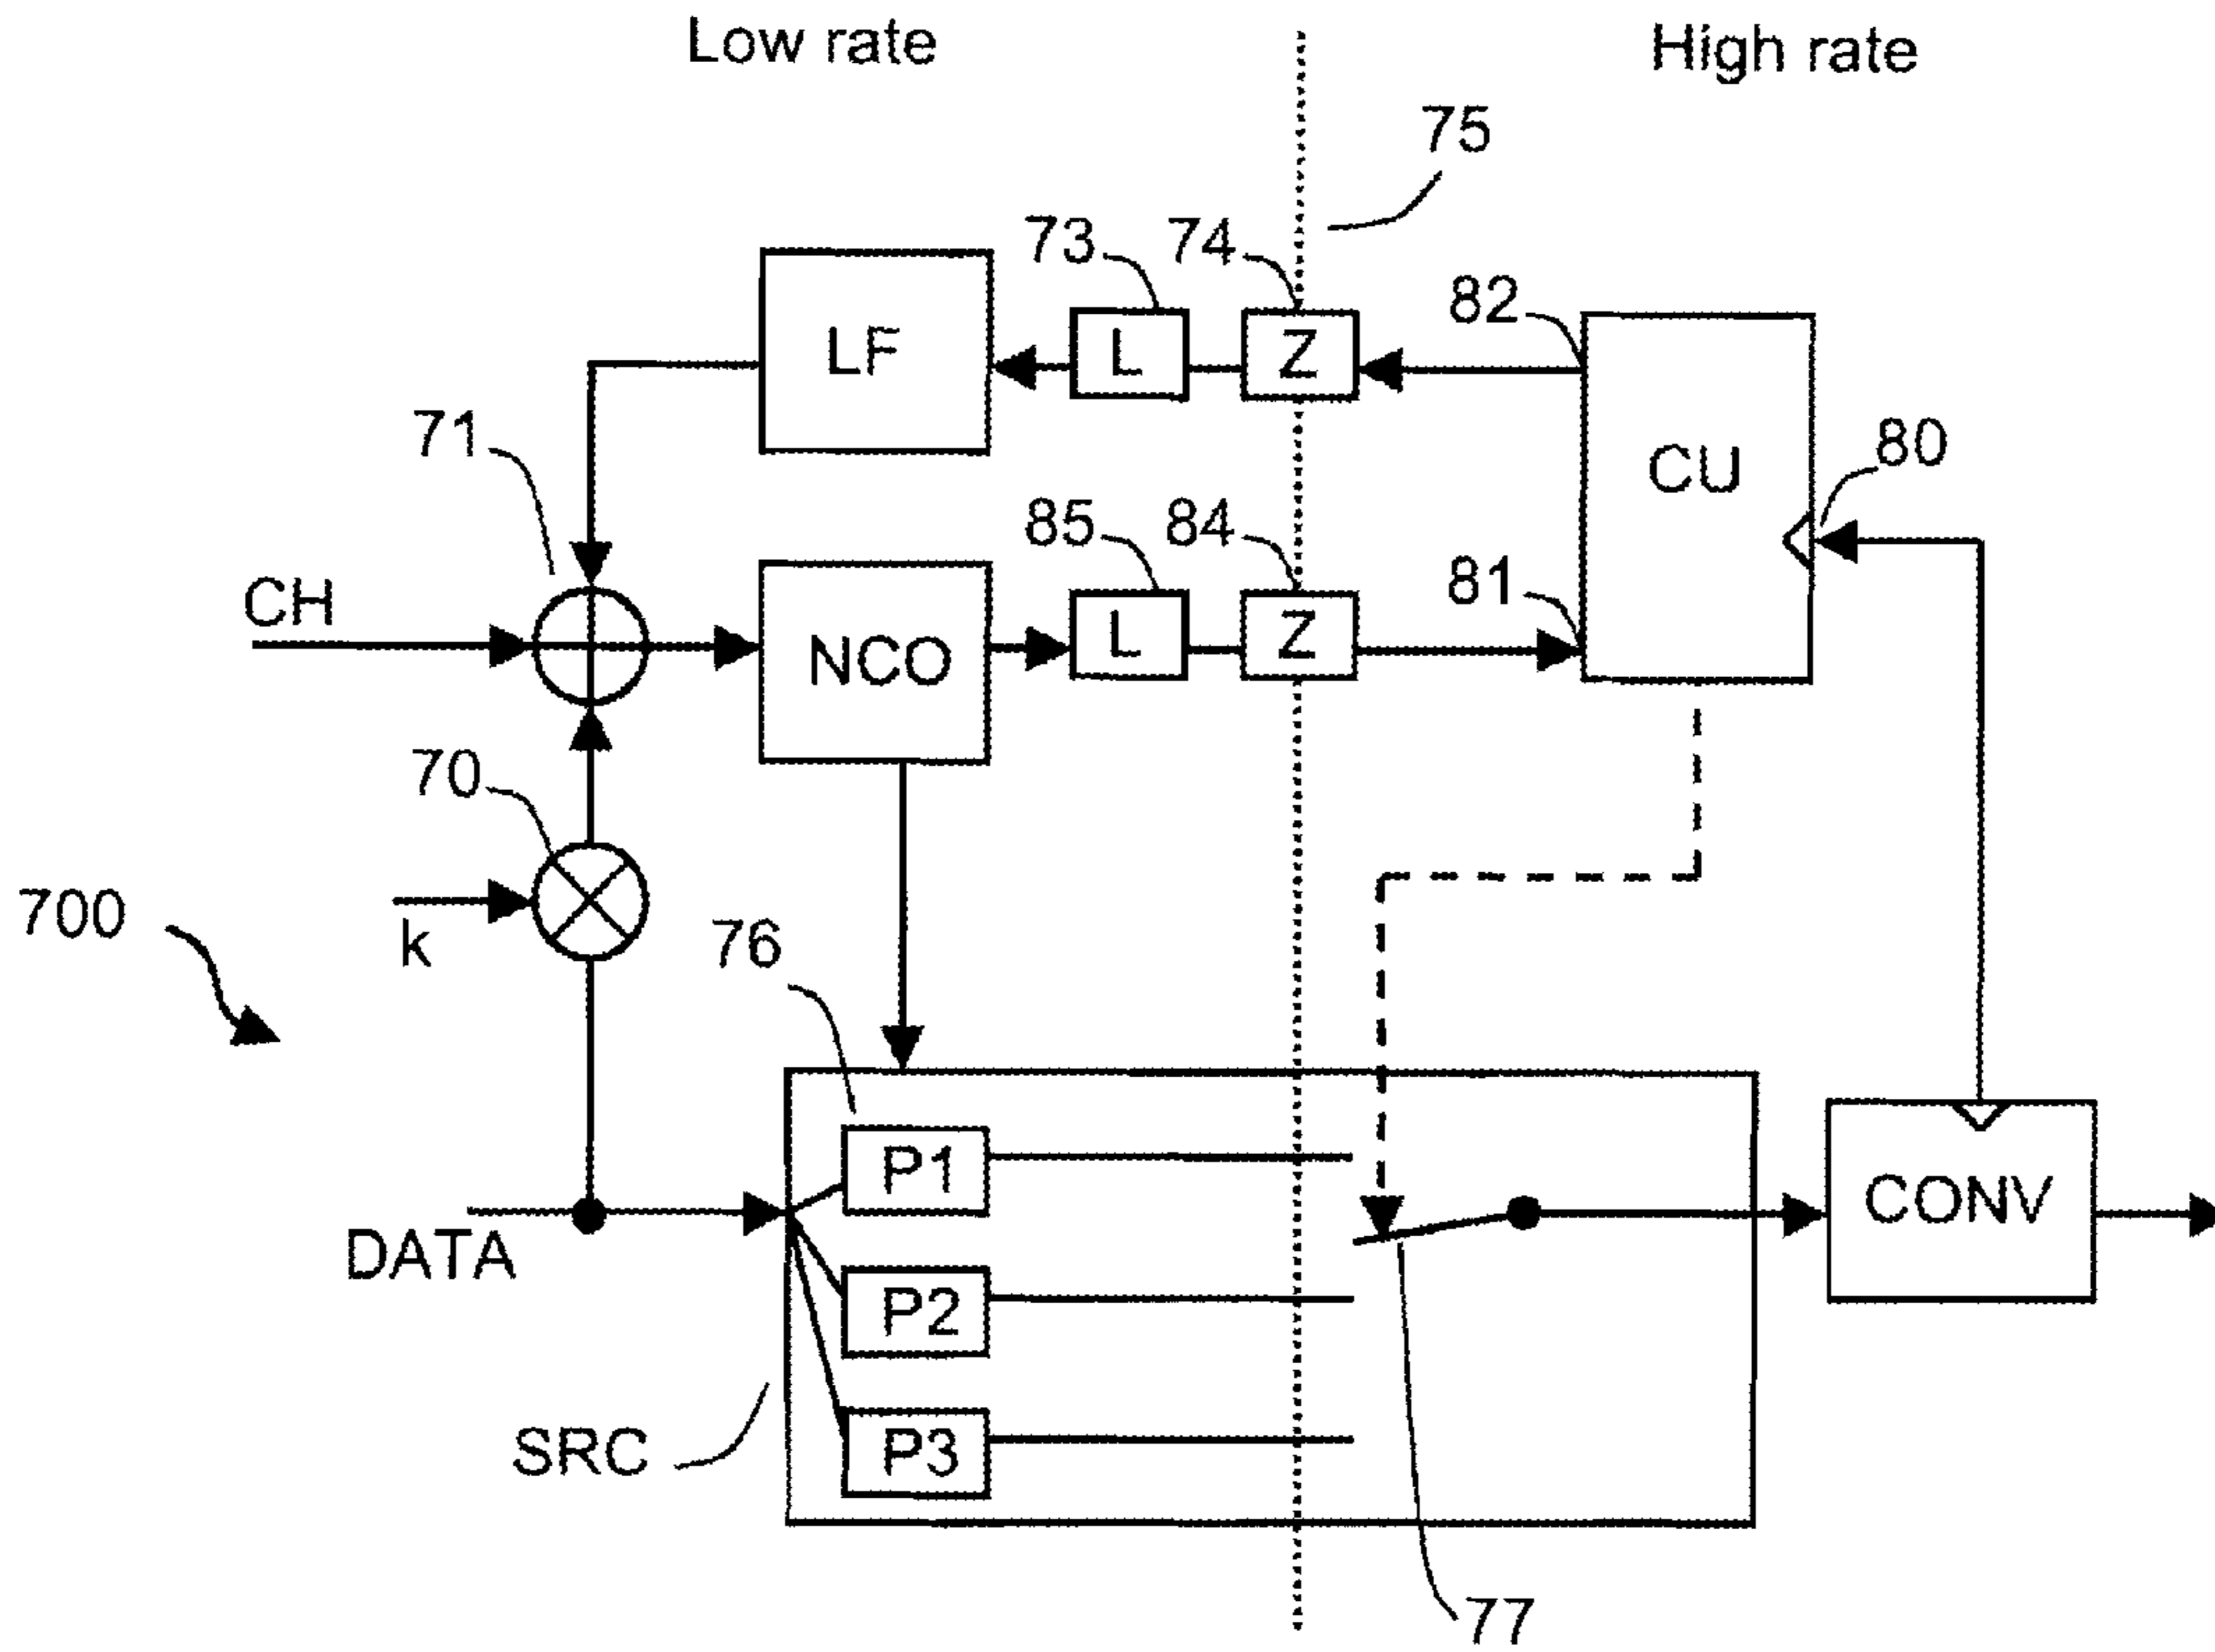 Low rate
High rate
75
73
74
82
LF
L
Z
71
CU
80
85
84
81
CH
NCO
L
Z
70
700
k
76
P1
DATA
CONV
P2
SRC
P3
77